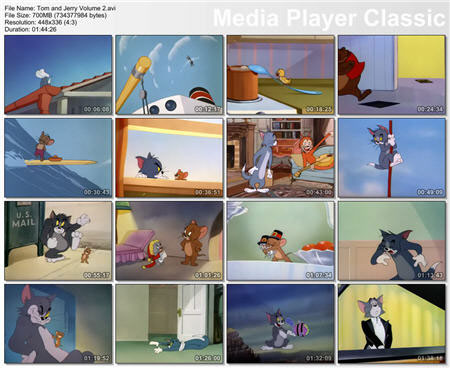 File Name: Tom and Jerry Volume 2.avi
File Size: 700MB (734377984 bytes)
Resolution: 448x336 (4:3)
Duration: 01:44:26
Media Player Classic
00:06:08
00:12:17
00:18:25
00:24:34
00:30:43
00:36:51
00:43:00
00:49:09
U.S.
MAIL
00:55:17
01:01:26
01:07:34
01:13:43
01:19:52
01:26:00
01:32:09
01:38:18